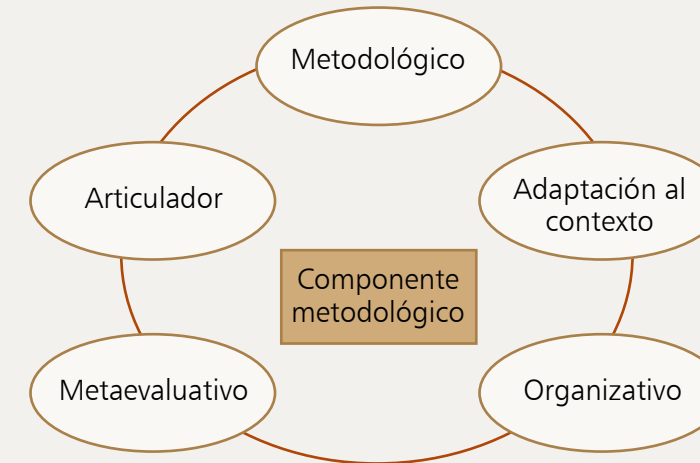 Metodológico
Articulador
Adaptación al
contexto
Componente
metodológico
Metaevaluativo
Organizativo